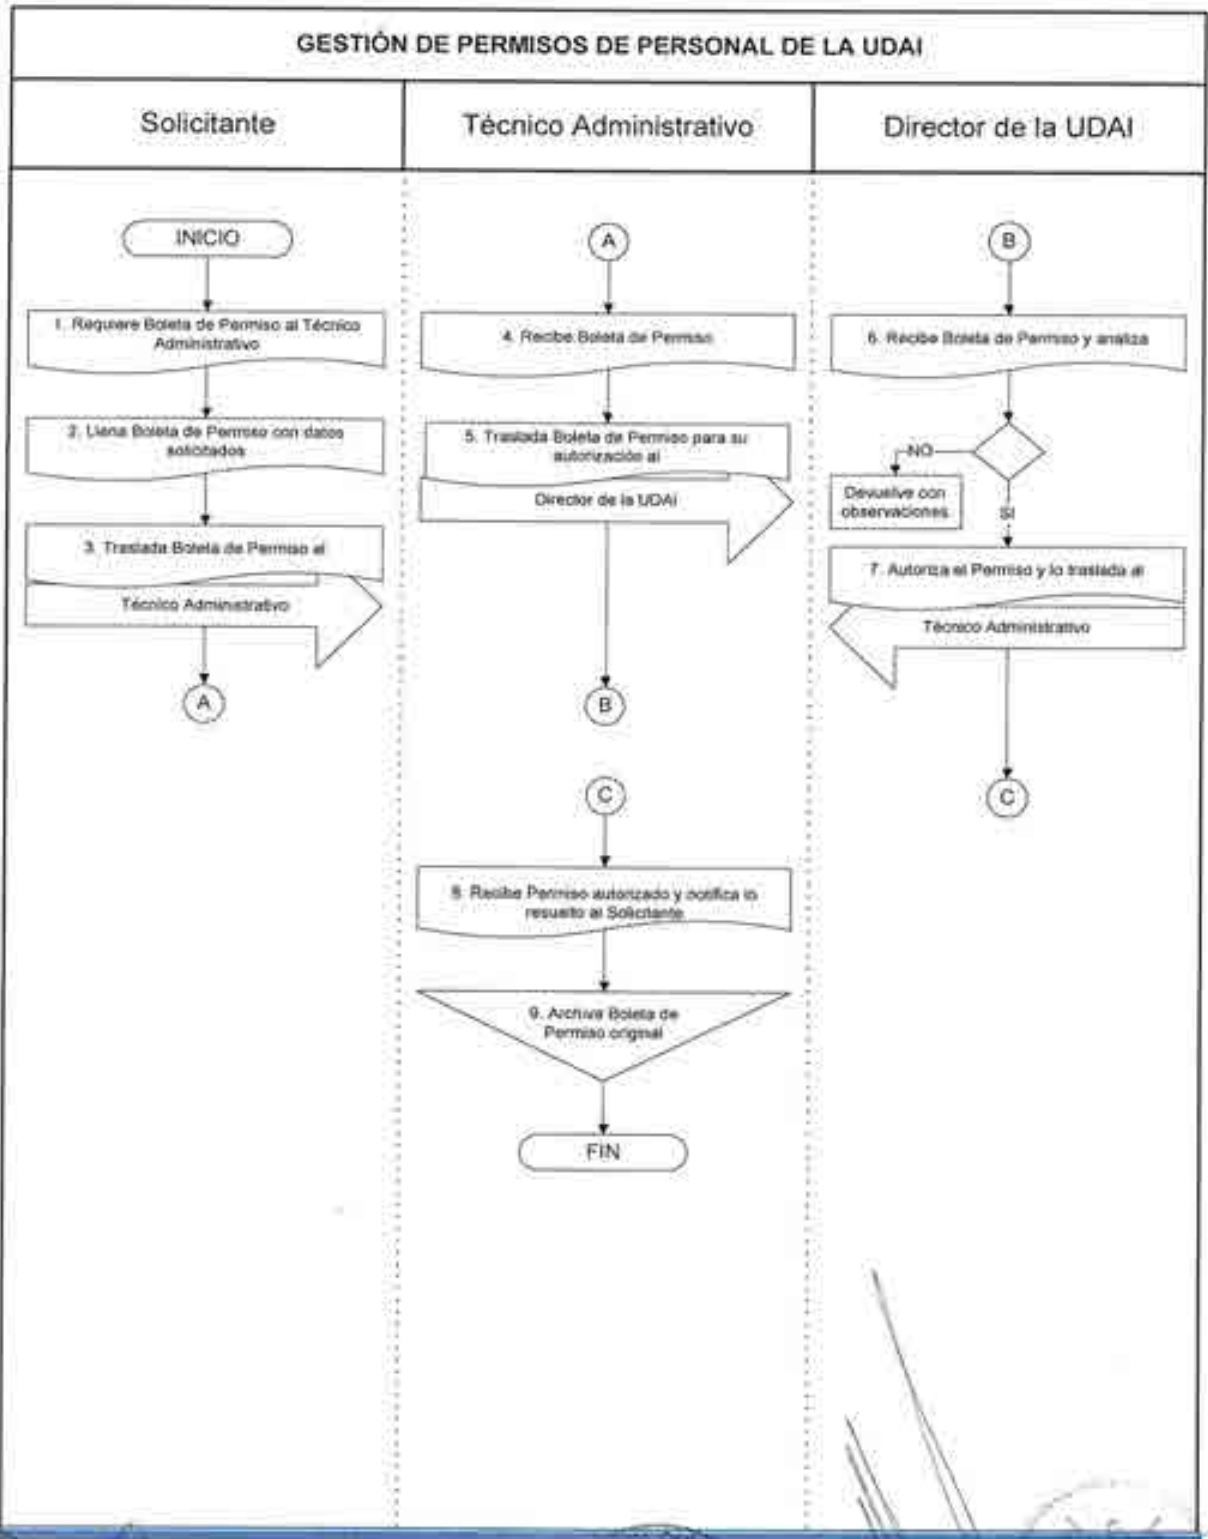 GESTIÓN DE PERMISOS DE PERSONAL DE LA UDAI
Solicitante
Técnico Administrativo
Director de la UDAI
INICIO
1. Requiere Boleta de Permiso al Técnico
Administrativo
2. Llena Boleta de Permiso con datos
solicitados
3. Traslada Boleta de Permiso al
Técnico Administrativo
A
A
4. Recibe Boleta de Permiso
5. Traslada Boleta de Permiso para su
autorización al
Director de la UDAI
B
C
8. Recibe Permiso autorizado y notifica lo
resuelto al Solicitante
9. Archiva Boleta de
Permiso original
FIN
B
6. Recibe Boleta de Permiso y analiza
NO
Devuelve con
observaciones
SI
7. Autoriza el Permiso y lo traslada al
Técnico Administrativo
C